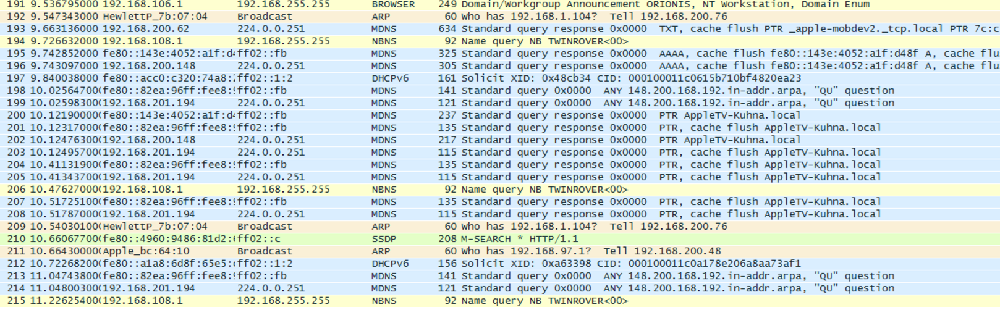 191 9.536795000 192.168.106.1 192.168.255.255 BROWSER 249 Domain/Workgroup Announcement ORIONIS, NT Workstation, Domain Enum
192 9.547343000 HewlettP_7b:07:04 Broadcast ARP 60 Who has 192.168.1.104? Tell 192.168.200.76
193 9.663136000 192.168.200.62 224.0.0.251 MDNS 634 Standard query response 0x0000 TXT, cache flush PTR _apple-mobdev2._tcp.local PTR 7c:c
194 9.726632000 192.168.108.1 192.168.255.255 NBNS 92 Name query NB TWINROVER<00>
195 9.742852000 fe80::143e:4052:a1f:d4 ff02::fb MDNS 325 Standard query response 0x0000 AAAA, cache flush fe80::143e:4052:a1f:d48f A, cache flu
196 9.743097000 192.168.200.148 224.0.0.251 MDNS 305 Standard query response 0x0000 AAAA, cache flush fe80::143e:4052:a1f:d48f A, cache flu
197 9.840038000 fe80::acc0:c320:74a8: ff02::1:2 DHCPv6 161 Solicit XID: 0x48cb34 CID: 000100011c0615b710bf4820ea23
198 10.02564700 fe80::82ea:96ff:fee8: ff02::fb MDNS 141 Standard query 0x0000 ANY 148.200.168.192.in-addr.arpa, "QU" question
199 10.02598300 192.168.201.194 224.0.0.251 MDNS 121 Standard query 0x0000 ANY 148.200.168.192.in-addr.arpa, "QU" question
200 10.12190000 fe80::143e:4052:a1f:d ff02::fb MDNS 237 Standard query response 0x0000 PTR AppleTV-Kuhna.local
201 10.12317000 fe80::82ea:96ff:fee8: ff02::fb MDNS 135 Standard query response 0x0000 PTR, cache flush AppleTV-Kuhna.local
202 10.12476300 192.168.200.148 224.0.0.251 MDNS 217 Standard query response 0x0000 PTR AppleTV-Kuhna.local
203 10.12495700 192.168.201.194 224.0.0.251 MDNS 115 Standard query response 0x0000 PTR, cache flush AppleTV-Kuhna.local
204 10.41131900 fe80::82ea:96ff:fee8: ff02::fb MDNS 135 Standard query response 0x0000 PTR, cache flush AppleTV-Kuhna.local
205 10.41343700 192.168.201.194 224.0.0.251 MDNS 115 Standard query response 0x0000 PTR, cache flush AppleTV-Kuhna.local
206 10.47627000 192.168.108.1 192.168.255.255 NBNS 92 Name query NB TWINROVER<00>
207 10.51725100 fe80::82ea:96ff:fee8: ff02::fb MDNS 135 Standard query response 0x0000 PTR, cache flush AppleTV-Kuhna.local
208 10.51787000 192.168.201.194 224.0.0.251 MDNS 115 Standard query response 0x0000 PTR, cache flush AppleTV-Kuhna.local
209 10.54030100 HewlettP_7b:07:04 Broadcast ARP 60 Who has 192.168.1.104? Tell 192.168.200.76
210 10.66067700 fe80::4960:9486:81d2: ff02::c SSDP 208 M-SEARCH * HTTP/1.1
211 10.66430000 Apple_bc:64:10 Broadcast ARP 60 Who has 192.168.97.1? Tell 192.168.200.48
212 10.72268200 fe80::a1a8:6d8f:65e5: ff02::1:2 DHCPv6 156 Solicit XID: 0xa63398 CID: 000100011c0a178e206a8aa73af1
213 11.04743800 fe80::82ea:96ff:fee8: ff02::fb MDNS 141 Standard query 0x0000 ANY 148.200.168.192.in-addr.arpa, "QU" question
214 11.04800300 192.168.201.194 224.0.0.251 MDNS 121 Standard query 0x0000 ANY 148.200.168.192.in-addr.arpa, "QU" question
215 11.22625400 192.168.108.1 192.168.255.255 NBNS 92 Name query NB TWINROVER<00>